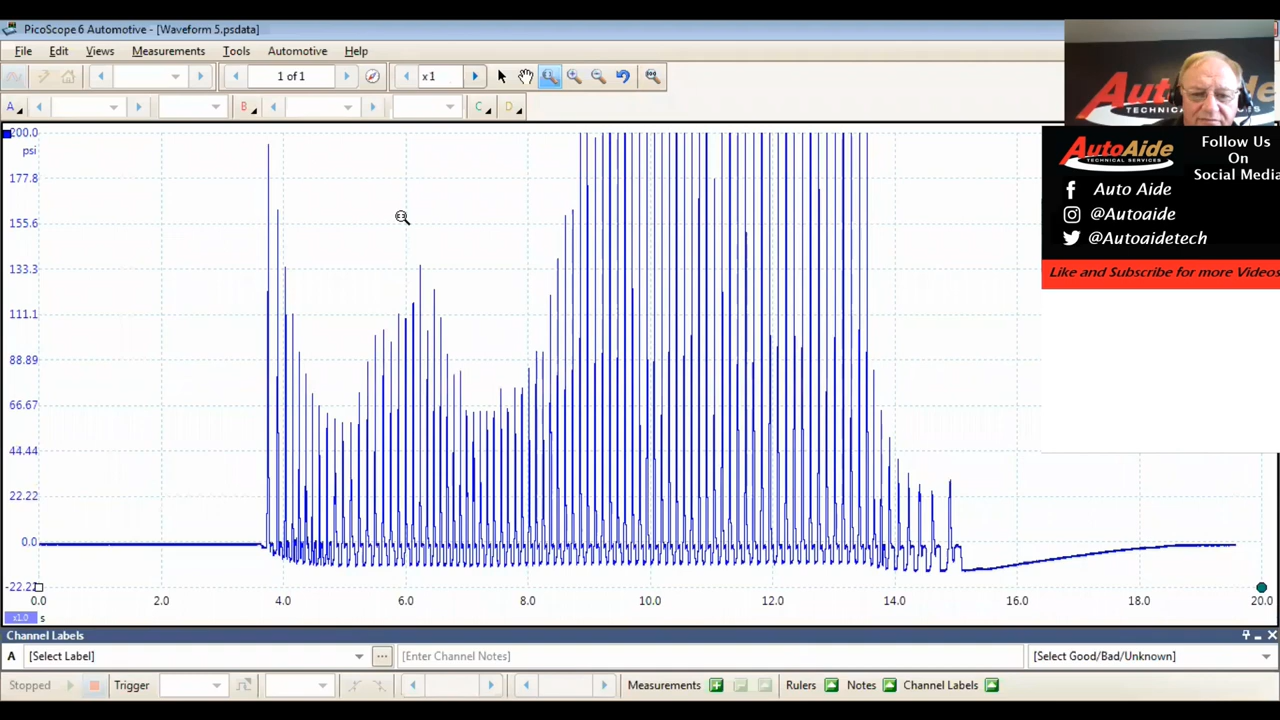 PicoScope 6 Automotive - [Waveform 5.psdata]
File Edit Views Measurements Tools Automotive Help
1 of 1 x1
A B C D
AutoAide
TECHNICAL SERVICES
Follow Us
On
Social Media
Auto Aide
@Autoaide
@Autoaidetech
Like and Subscribe for more Videos
200.0
psi
177.8
155.6
133.3
111.1
88.89
66.67
44.44
22.22
0.0
-22.22
0.0 2.0 4.0 6.0 8.0 10.0 12.0 14.0 16.0 18.0 20.0
x1.0 s
Channel Labels
A [Select Label] ... [Enter Channel Notes] [Select Good/Bad/Unknown]
Stopped Trigger Measurements Rulers Notes Channel Labels